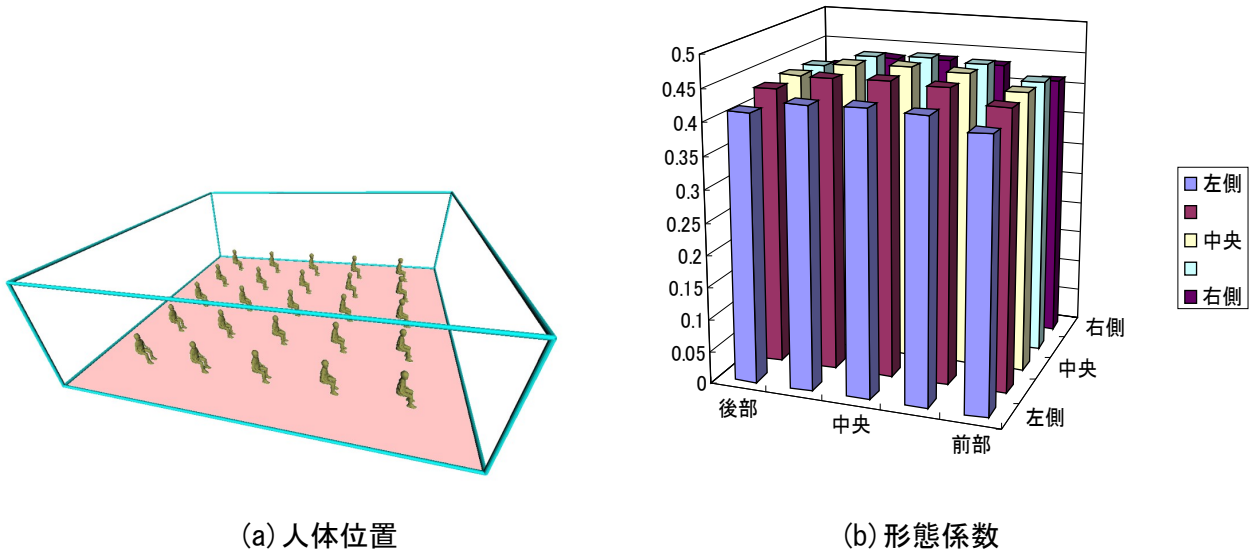 0.5
0.45
0.4
0.35
0.3
0.25
0.2
0.15
0.1
0.05
0
後部
中央
前部
左側
中央
右側
左側
中央
右側
(a) 人体位置
(b) 形態係数